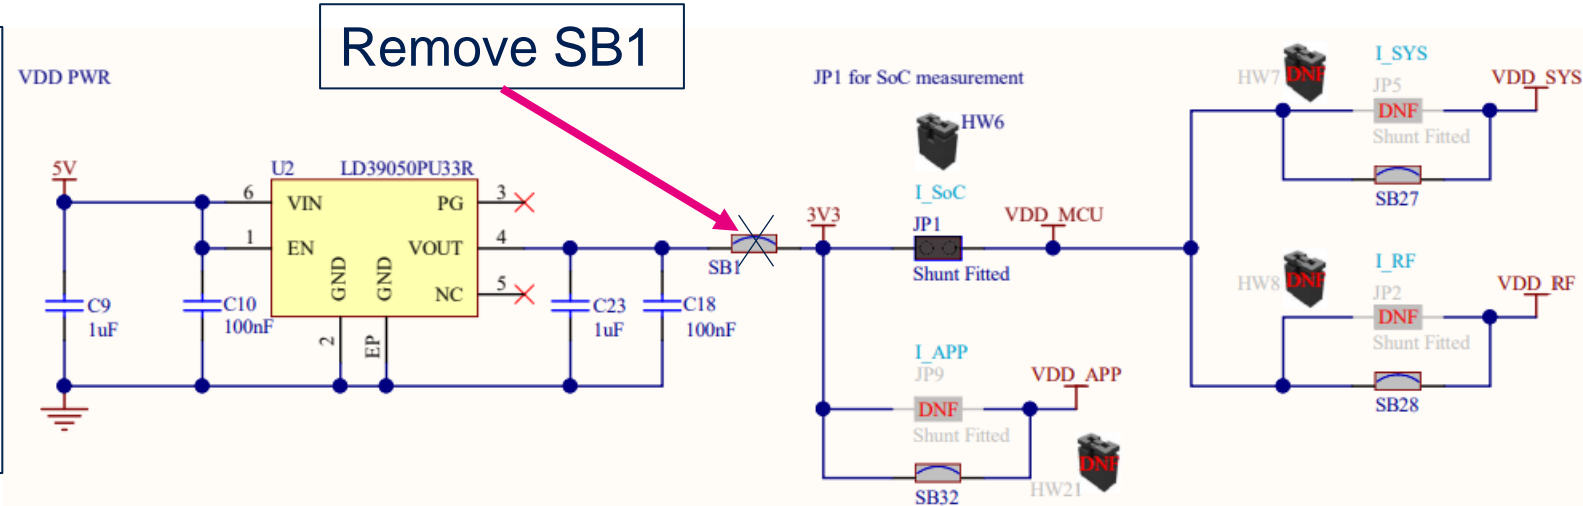 Remove SB1
VDD PWR
JP1 for SoC measurement
HW6
I_SoC
JP1
Shunt Fitted
5V
U2
LD39050PU33R
6
VIN
PG
3
1
EN
VOUT
4
GND
GND
NC
5
2
EP
C9
1uF
C10
100nF
C23
1uF
C18
100nF
SB1
3V3
VDD_MCU
I_APP
JP9
DNF
Shunt Fitted
VDD_APP
SB32
HW21
DNF
HW7
DNF
I_SYS
JP5
DNF
Shunt Fitted
VDD_SYS
SB27
HW8
DNF
I_RF
JP2
DNF
Shunt Fitted
VDD_RF
SB28